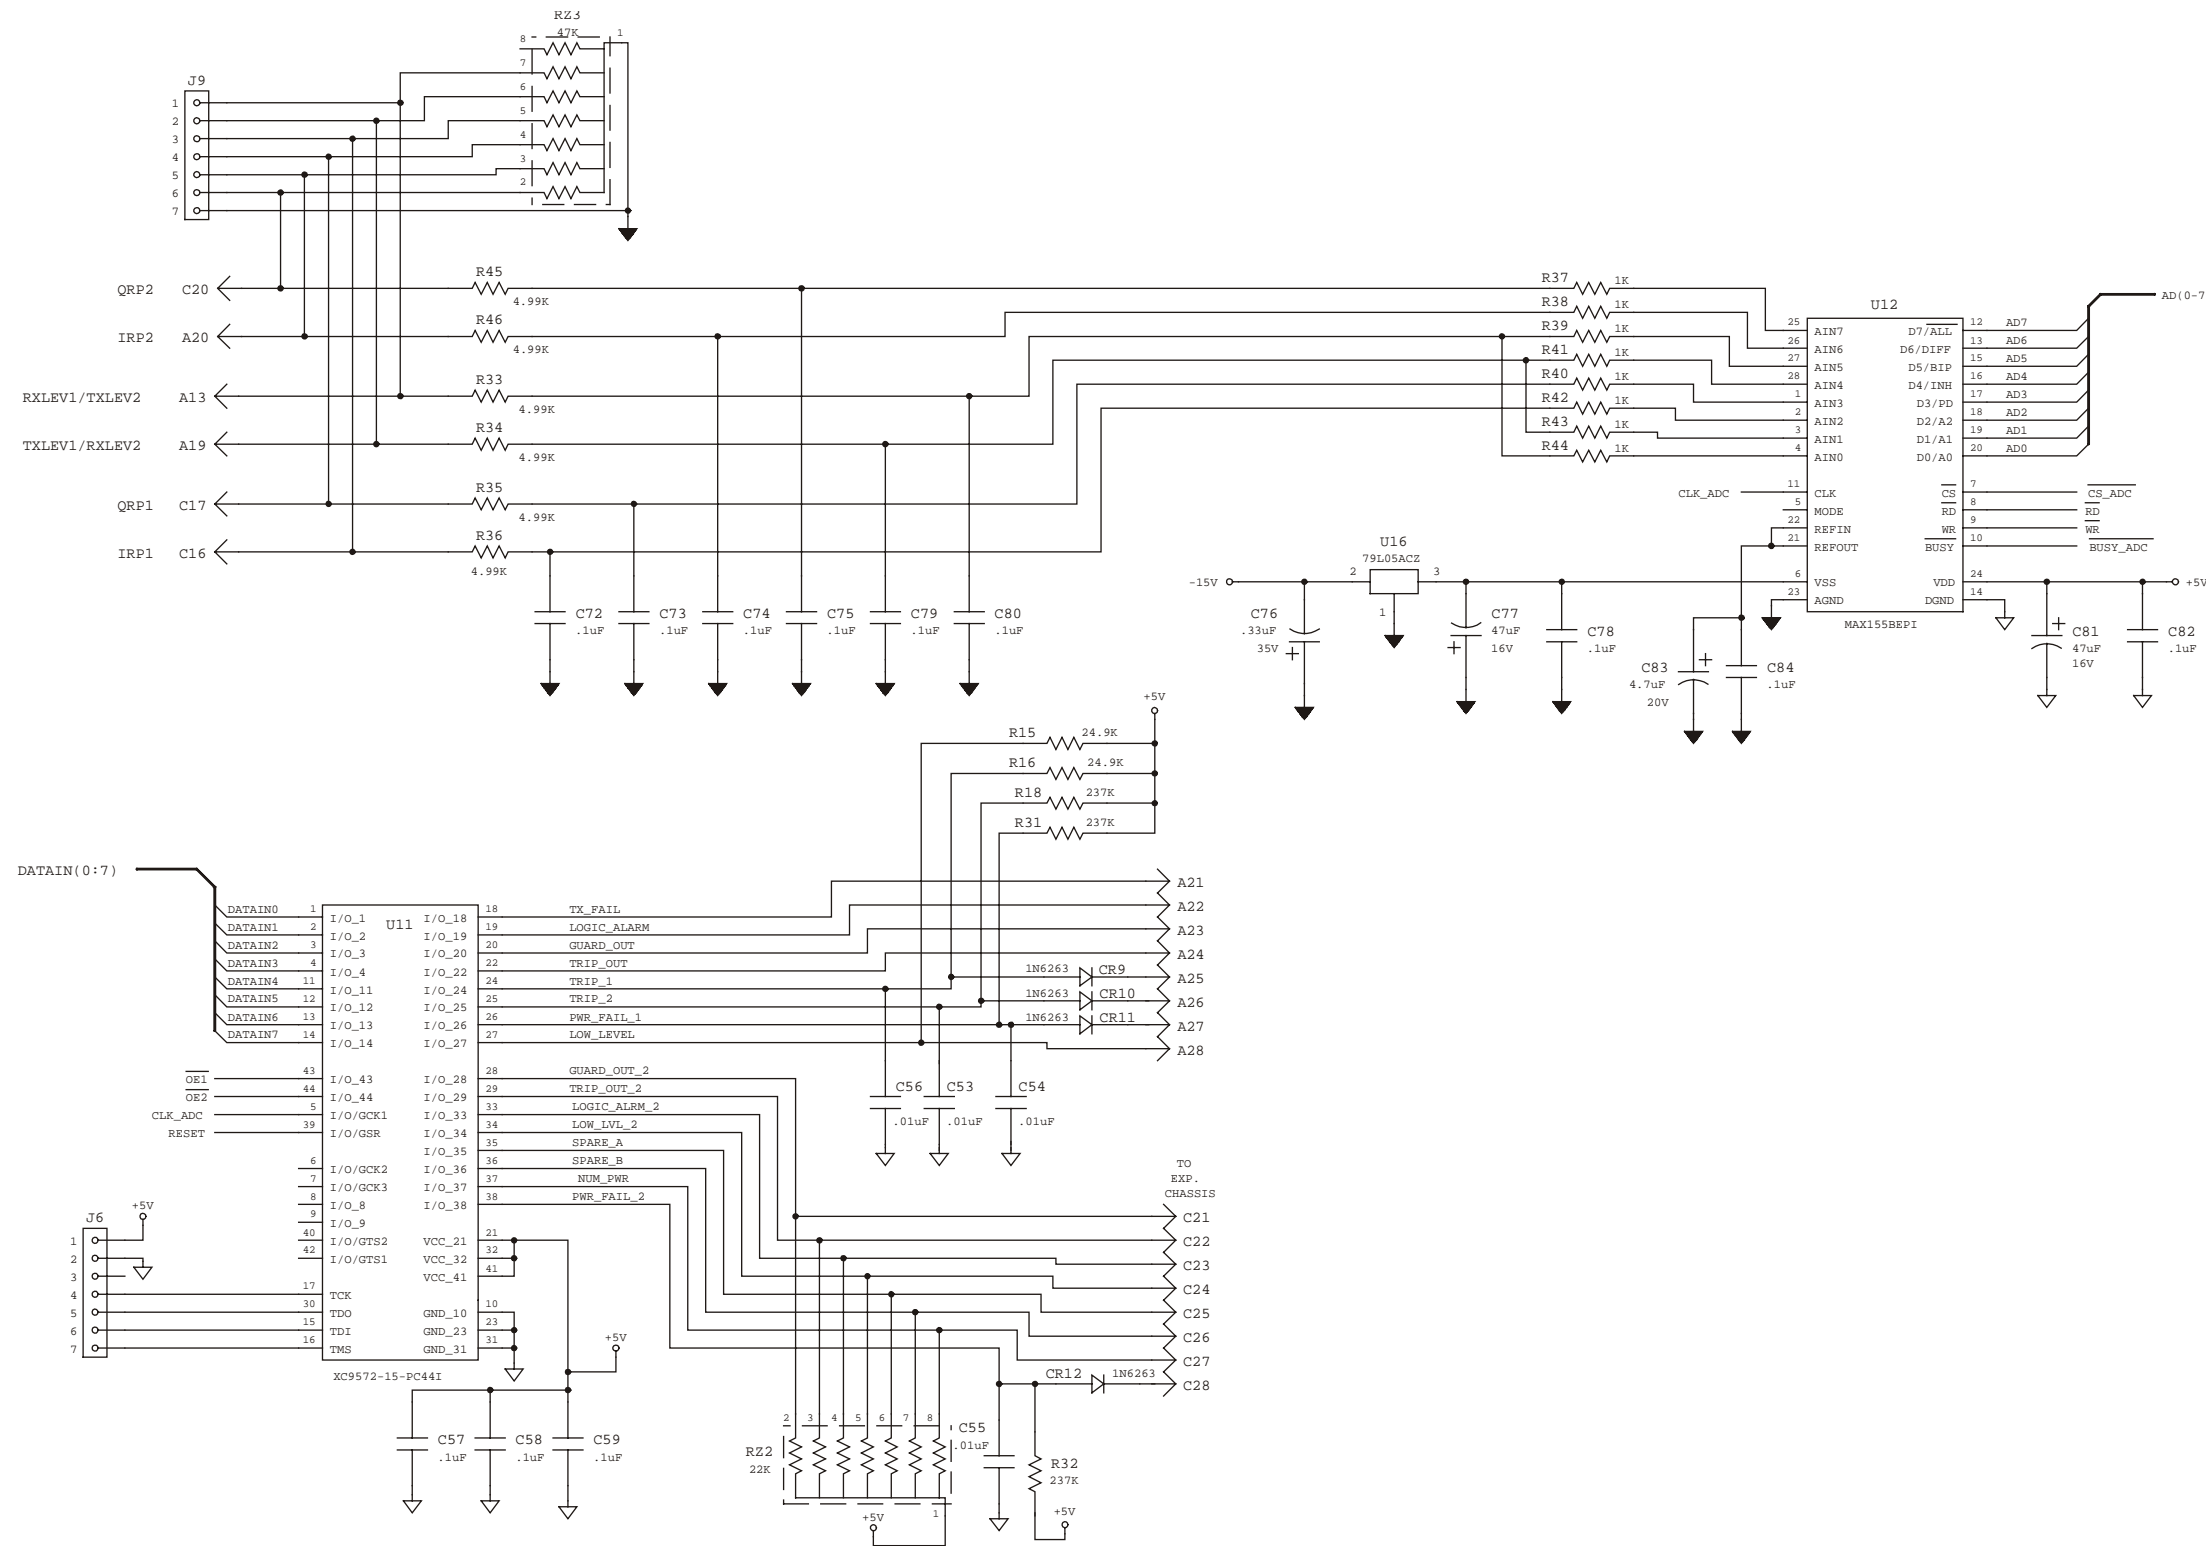 RZ3
47K
8
1
7
6
5
4
3
2
J9
1
2
3
4
5
6
7
QRP2 C20
IRP2 A20
RXLEV1/TXLEV2 A13
TXLEV1/RXLEV2 A19
QRP1 C17
IRP1 C16
R45
4.99K
R46
4.99K
R33
4.99K
R34
4.99K
R35
4.99K
R36
4.99K
C72
.1uF
C73
.1uF
C74
.1uF
C75
.1uF
C79
.1uF
C80
.1uF
R37 1K
R38 1K
R39 1K
R41 1K
R40 1K
R42 1K
R43 1K
R44 1K
U12
25 AIN7 D7/ALL 12 AD7
26 AIN6 D6/DIFF 13 AD6
27 AIN5 D5/BIP 15 AD5
28 AIN4 D4/INH 16 AD4
1 AIN3 D3/PD 17 AD3
2 AIN2 D2/A2 18 AD2
3 AIN1 D1/A1 19 AD1
4 AIN0 D0/A0 20 AD0
AD(0-7
CLK_ADC 11 CLK CS 7 CS_ADC
5 MODE RD 8 RD
22 REFIN WR 9 WR
21 REFOUT BUSY 10 BUSY_ADC
6 VSS VDD 24 +5V
23 AGND DGND 14
MAX155BEPI
U16
79L05ACZ
-15V 2 3
1
C76
.33uF
35V
+
C77
47uF
16V
+
C78
.1uF
C83
4.7uF
20V
+
C84
.1uF
C81
47uF
16V
+
C82
.1uF
+5V
R15 24.9K
R16 24.9K
R18 237K
R31 237K
DATAIN(0:7)
U11
DATAIN0 1 I/O_1 I/O_18 18 TX_FAIL
DATAIN1 2 I/O_2 I/O_19 19 LOGIC_ALARM
DATAIN2 3 I/O_3 I/O_20 20 GUARD_OUT
DATAIN3 4 I/O_4 I/O_22 22 TRIP_OUT
DATAIN4 11 I/O_11 I/O_24 24 TRIP_1
DATAIN5 12 I/O_12 I/O_25 25 TRIP_2
DATAIN6 13 I/O_13 I/O_26 26 PWR_FAIL_1
DATAIN7 14 I/O_14 I/O_27 27 LOW_LEVEL
OE1 43 I/O_43 I/O_28 28 GUARD_OUT_2
OE2 44 I/O_44 I/O_29 29 TRIP_OUT_2
CLK_ADC 5 I/O/GCK1 I/O_33 33 LOGIC_ALRM_2
RESET 39 I/O/GSR I/O_34 34 LOW_LVL_2
I/O_35 35 SPARE_A
6 I/O/GCK2 I/O_36 36 SPARE_B
7 I/O/GCK3 I/O_37 37 NUM_PWR
8 I/O_8 I/O_38 38 PWR_FAIL_2
9 I/O_9
40 I/O/GTS2 VCC_21 21
42 I/O/GTS1 VCC_32 32
VCC_41 41
17 TCK
30 TDO GND_10 10
15 TDI GND_23 23
16 TMS GND_31 31
XC9572-15-PC44I
J6
+5V
1
2
3
4
5
6
7
A21
A22
A23
A24
1N6263 CR9 A25
1N6263 CR10 A26
1N6263 CR11 A27
A28
C56
.01uF
C53
.01uF
C54
.01uF
TO
EXP.
CHASSIS
C21
C22
C23
C24
C25
C26
C27
CR12 1N6263 C28
+5V
C57
.1uF
C58
.1uF
C59
.1uF
2 3 4 5 6 7 8
RZ2
22K
1
+5V
C55
.01uF
R32
237K
+5V